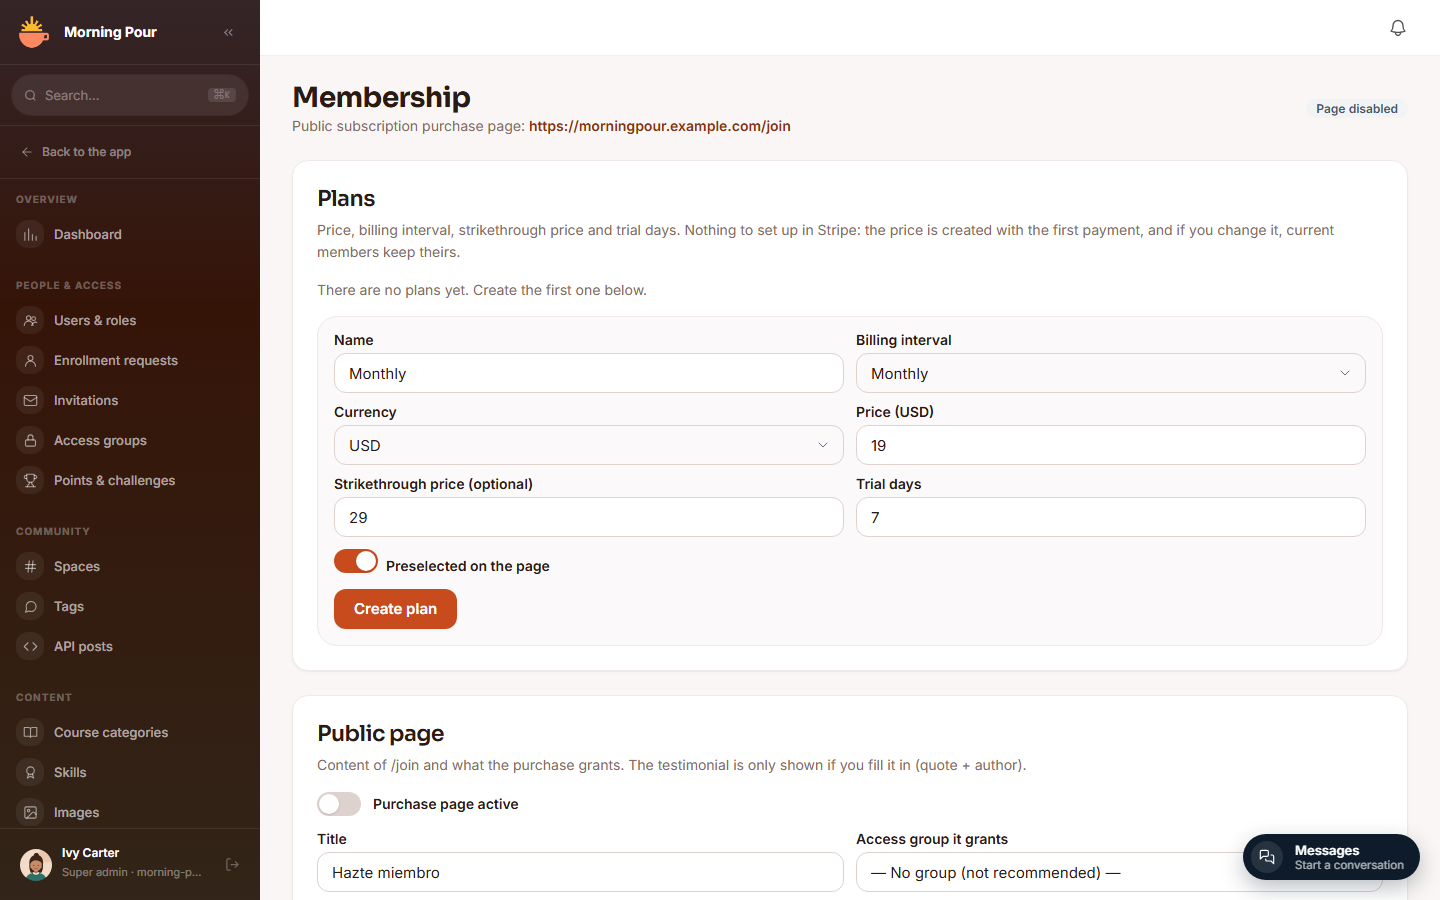 Morning Pour
Search...
⌘K
Back to the app
OVERVIEW
Dashboard
PEOPLE & ACCESS
Users & roles
Enrollment requests
Invitations
Access groups
Points & challenges
COMMUNITY
Spaces
Tags
API posts
CONTENT
Course categories
Skills
Images
Ivy Carter
Super admin · morning-p...
Membership
Public subscription purchase page: https://morningpour.example.com/join
Page disabled
Plans
Price, billing interval, strikethrough price and trial days. Nothing to set up in Stripe: the price is created with the first payment, and if you change it, current
members keep theirs.
There are no plans yet. Create the first one below.
Name
Monthly
Billing interval
Monthly
Currency
USD
Price (USD)
19
Strikethrough price (optional)
29
Trial days
7
Preselected on the page
Create plan
Public page
Content of /join and what the purchase grants. The testimonial is only shown if you fill it in (quote + author).
Purchase page active
Title
Hazte miembro
Access group it grants
— No group (not recommended) —
Messages
Start a conversation